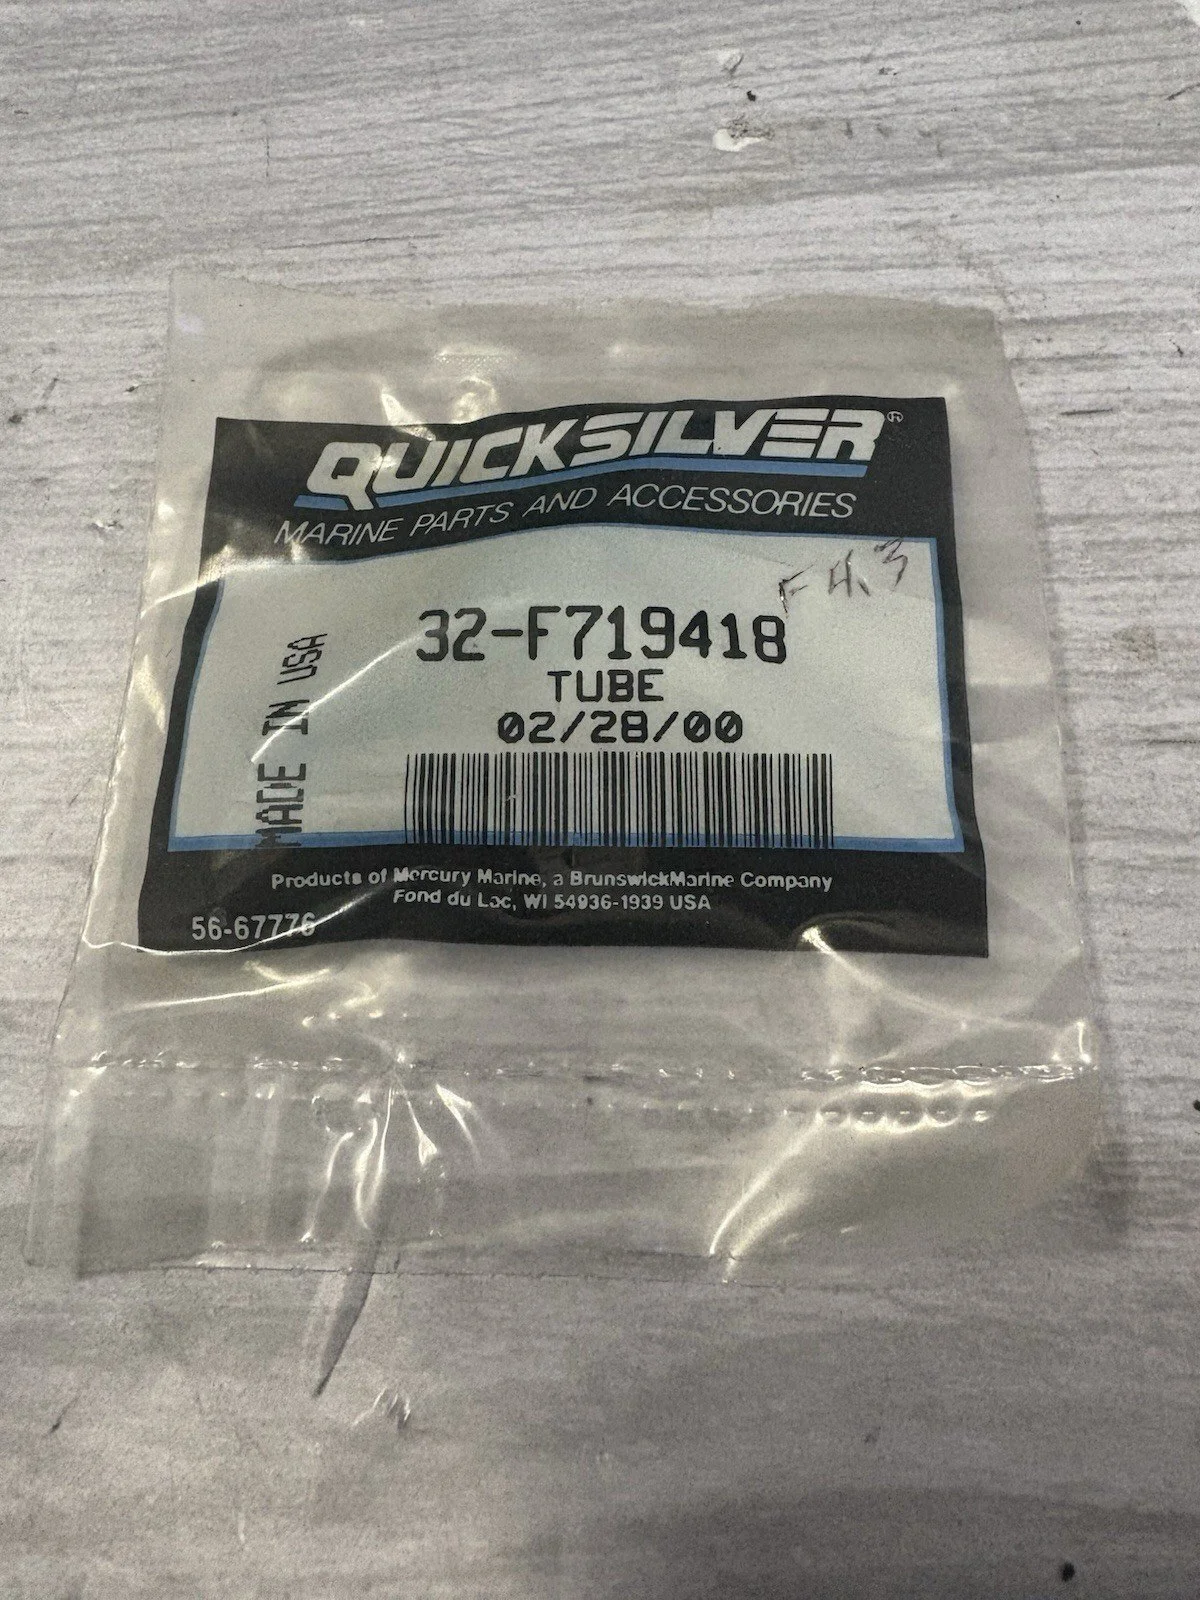 QUICKSILVER®
MARINE PARTS AND ACCESSORIES
F4.3
32-F719418
TUBE
02/28/00
MADE IN USA
Products of Mercury Marine, a BrunswickMarine Company
Fond du Lac, WI 54936-1939 USA
56-67776